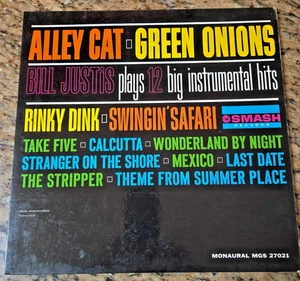 ALLEY CAT GREEN ONIONS
BILL JUSTIS plays 12 big instrumental hits
RINKY DINK SWINGIN' SAFARI SMASH RECORDS
TAKE FIVE CALCUTTA WONDERLAND BY NIGHT
STRANGER ON THE SHORE MEXICO LAST DATE
THE STRIPPER THEME FROM SUMMER PLACE
MONAURAL MGS 27021